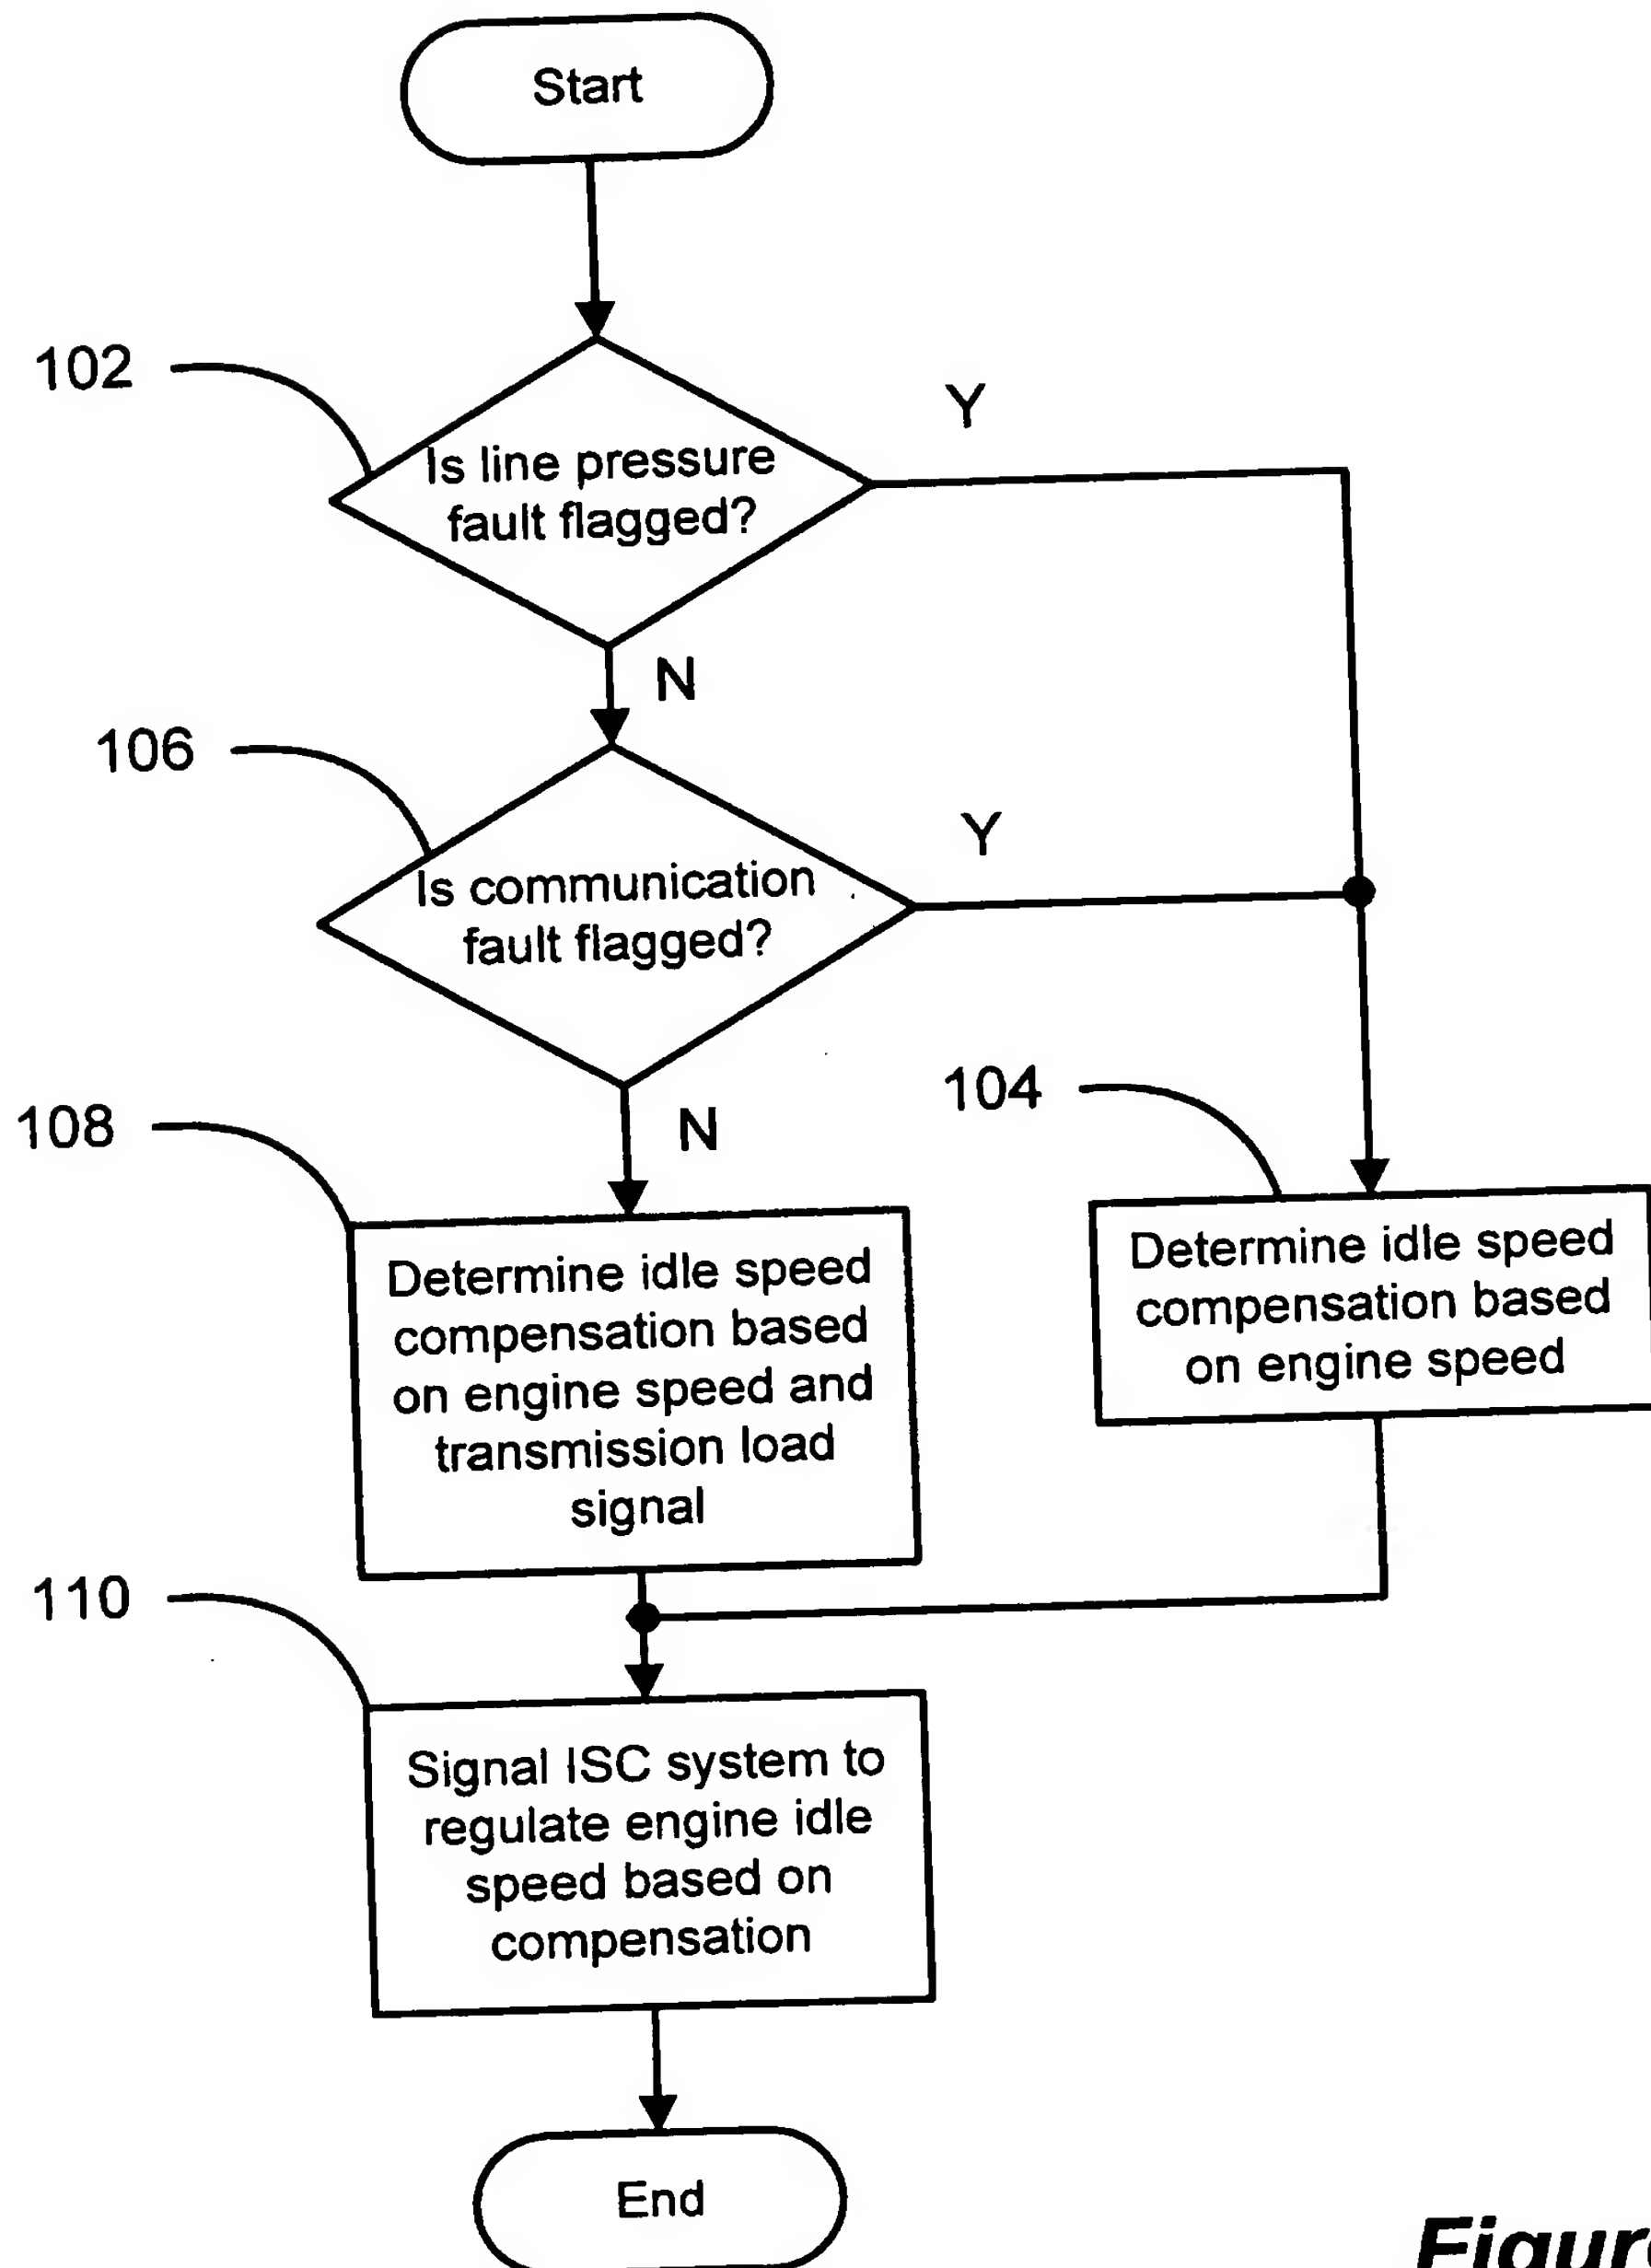 Start
102
Is line pressure
fault flagged?
Y
N
106
Is communication
fault flagged?
Y
N
108
104
Determine idle speed
compensation based
on engine speed and
transmission load
signal
Determine idle speed
compensation based
on engine speed
110
Signal ISC system to
regulate engine idle
speed based on
compensation
End